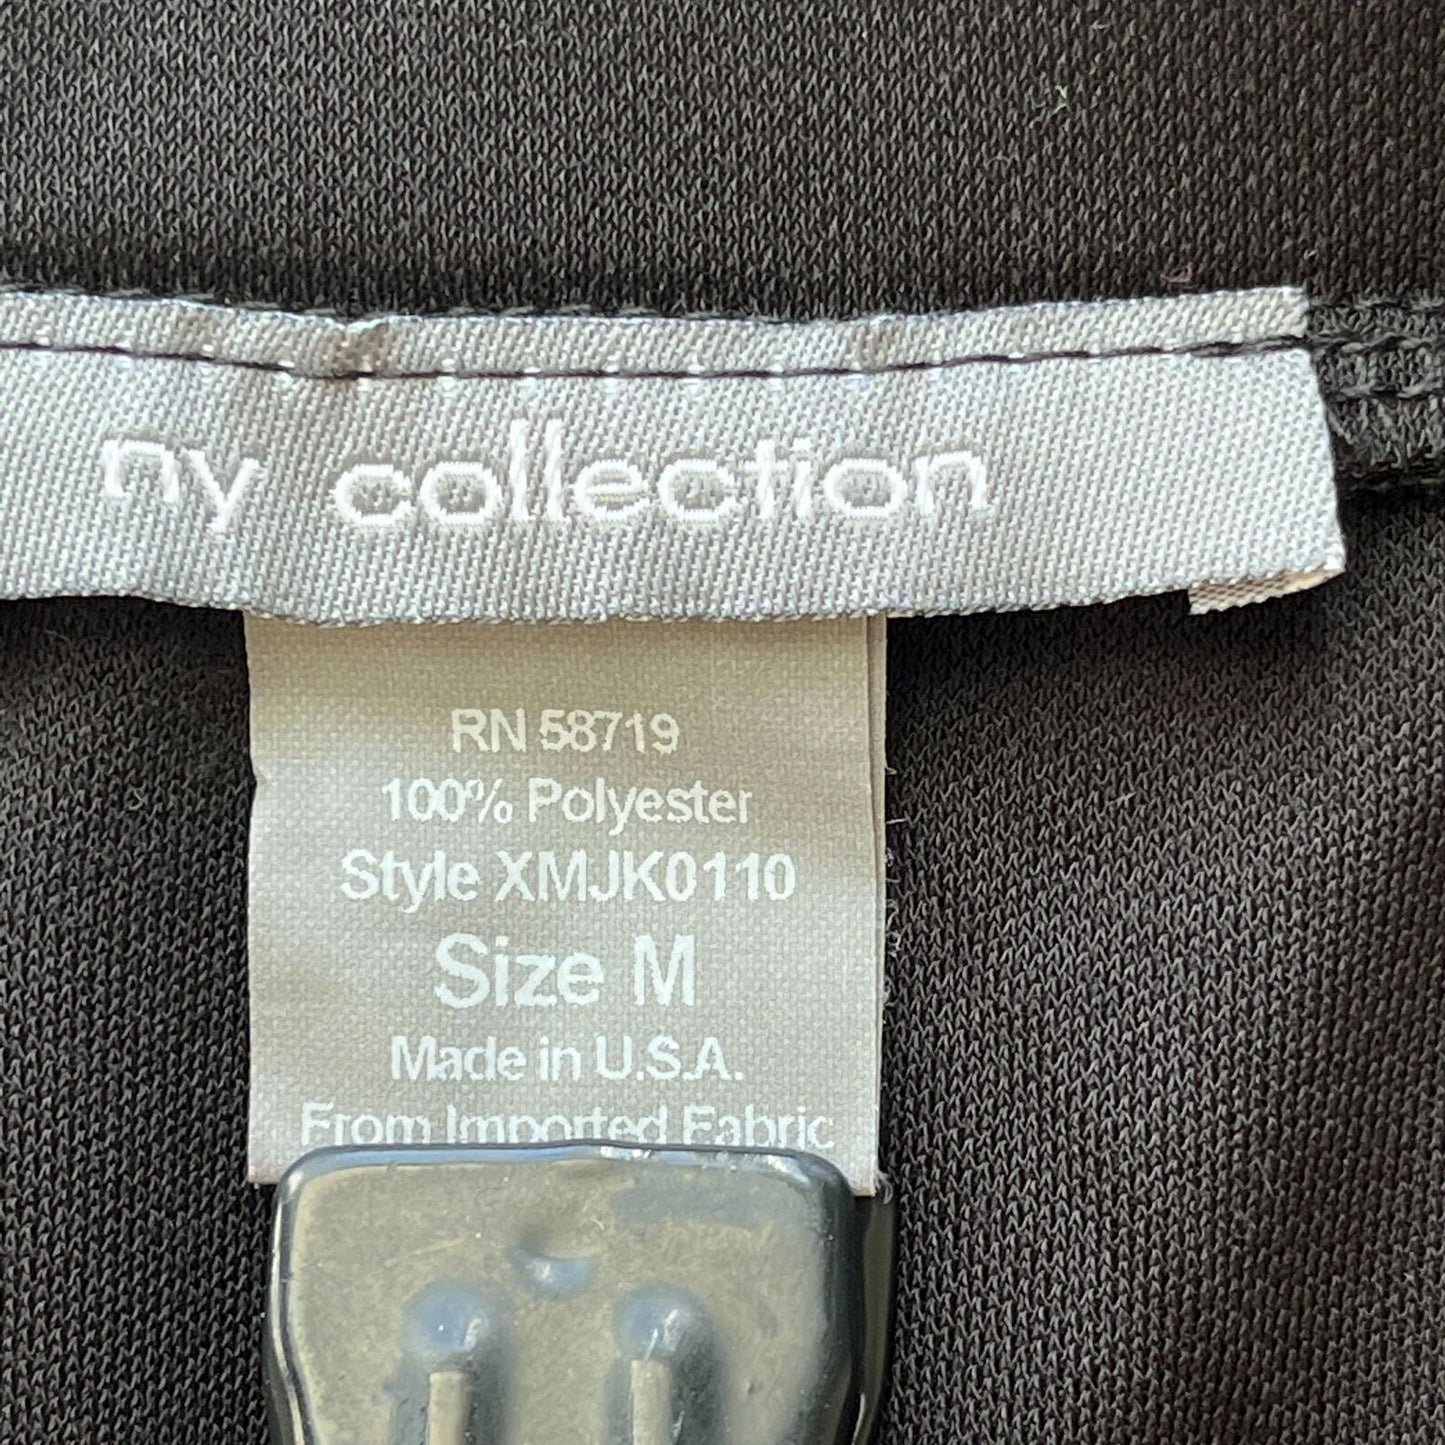 ny collection
RN 58719
100% Polyester
Style XMJK0110
Size M
Made in U.S.A.
From Imported Fabric